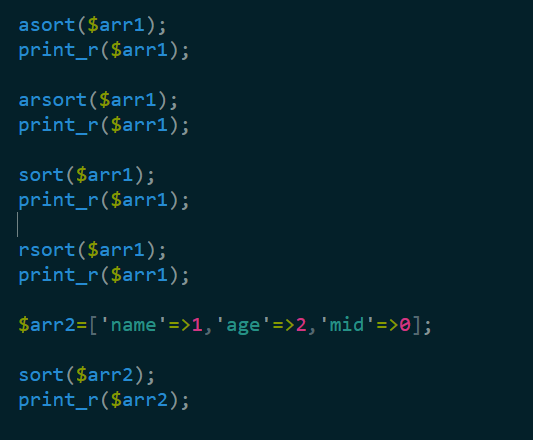 asort($arr1);
print_r($arr1);
arsort($arr1);
print_r($arr1);
sort($arr1);
print_r($arr1);
rsort($arr1);
print_r($arr1);
$arr2=['name'=>1,'age'=>2,'mid'=>0];
sort($arr2);
print_r($arr2);